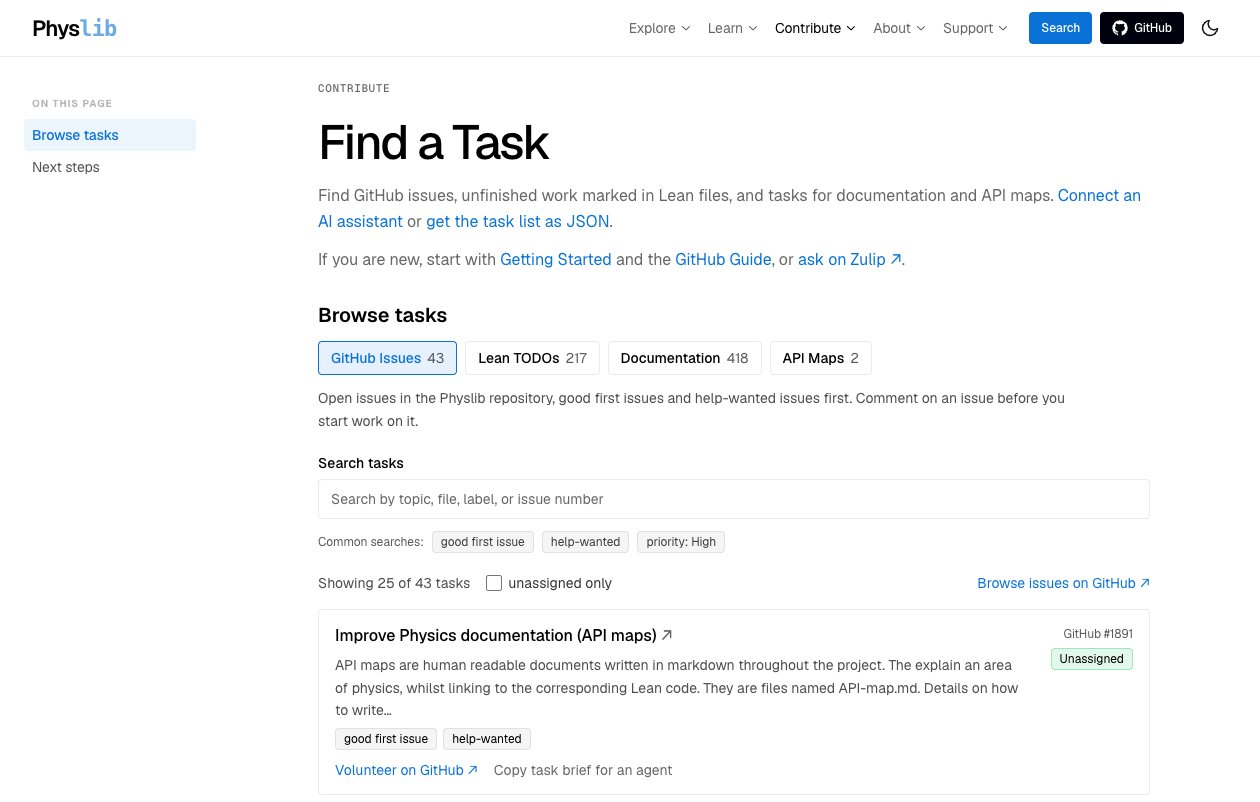 Physlib
Explore
Learn
Contribute
About
Support
Search
GitHub
ON THIS PAGE
Browse tasks
Next steps
CONTRIBUTE
Find a Task
Find GitHub issues, unfinished work marked in Lean files, and tasks for documentation and API maps. Connect an
AI assistant or get the task list as JSON.
If you are new, start with Getting Started and the GitHub Guide, or ask on Zulip ↗.
Browse tasks
GitHub Issues 43
Lean TODOs 217
Documentation 418
API Maps 2
Open issues in the Physlib repository, good first issues and help-wanted issues first. Comment on an issue before you
start work on it.
Search tasks
Search by topic, file, label, or issue number
Common searches: good first issue help-wanted priority: High
Showing 25 of 43 tasks unassigned only Browse issues on GitHub ↗
Improve Physics documentation (API maps) ↗
GitHub #1891
Unassigned
API maps are human readable documents written in markdown throughout the project. The explain an area
of physics, whilst linking to the corresponding Lean code. They are files named API-map.md. Details on how
to write…
good first issue help-wanted
Volunteer on GitHub ↗ Copy task brief for an agent